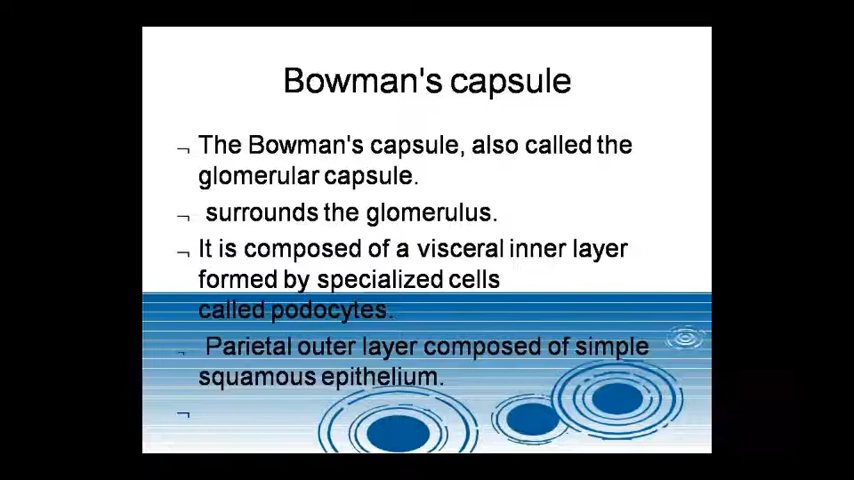 Bowman's capsule
¬ The Bowman's capsule, also called the
glomerular capsule.
¬ surrounds the glomerulus.
¬ It is composed of a visceral inner layer
formed by specialized cells
called podocytes.
¬ Parietal outer layer composed of simple
squamous epithelium.
¬